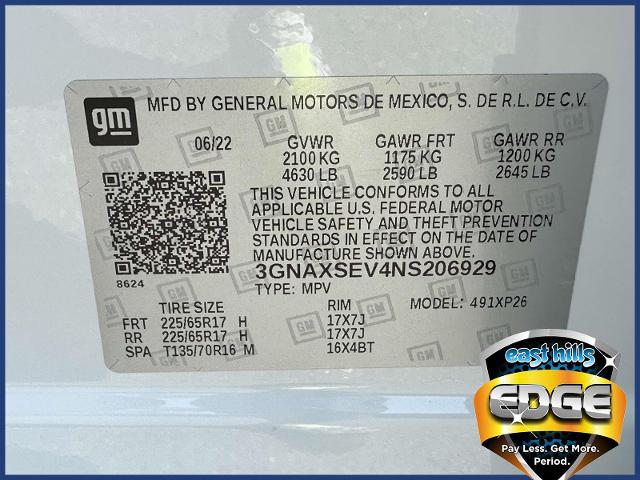 gm MFD BY GENERAL MOTORS DE MEXICO, S. DE R.L. DE C.V.
06/22 GVWR GAWR FRT GAWR RR
2100 KG 1175 KG 1200 KG
4630 LB 2590 LB 2645 LB
THIS VEHICLE CONFORMS TO ALL
APPLICABLE U.S. FEDERAL MOTOR
VEHICLE SAFETY AND THEFT PREVENTION
STANDARDS IN EFFECT ON THE DATE OF
MANUFACTURE SHOWN ABOVE.
8624 3GNAXSEV4NS206929
TYPE: MPV MODEL: 491XP26
TIRE SIZE RIM
FRT 225/65R17 H 17X7J
RR 225/65R17 H 17X7J
SPA T135/70R16 M 16X4BT
east hills
EDGE
Pay Less. Get More.
Period.